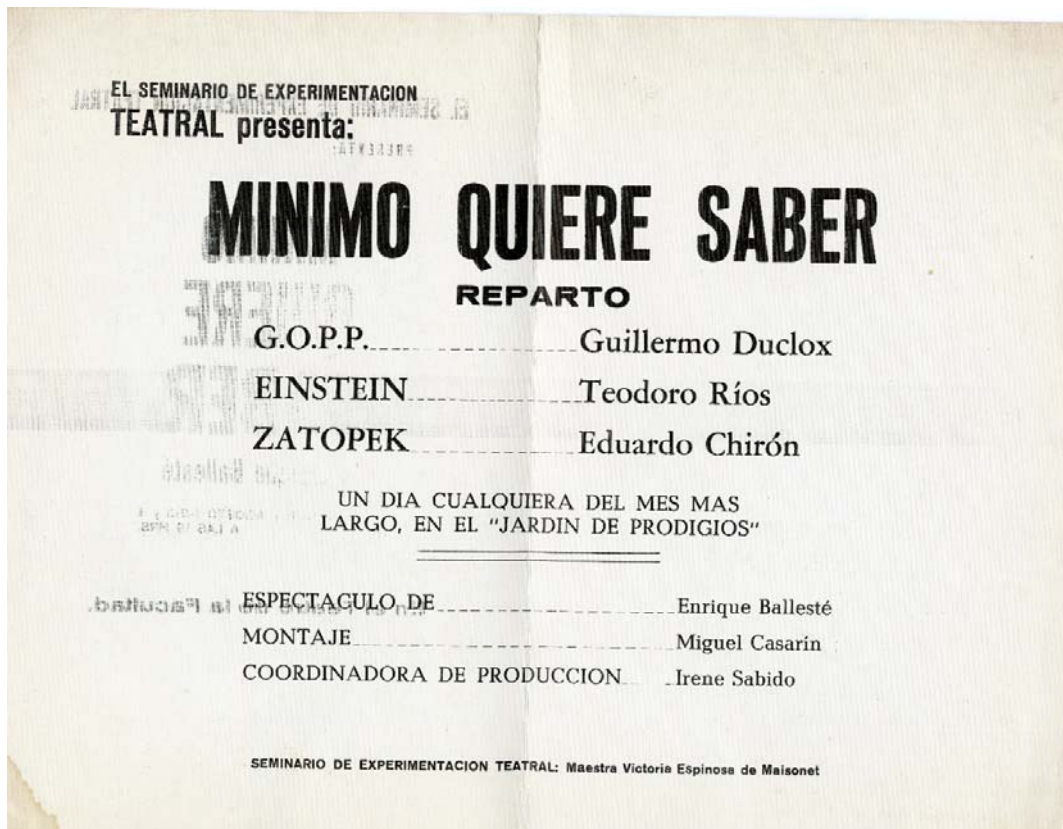 EL SEMINARIO DE EXPERIMENTACION
TEATRAL presenta:
MINIMO QUIERE SABER
REPARTO
G.O.P.P. Guillermo Duclox
EINSTEIN Teodoro Ríos
ZATOPEK Eduardo Chirón
UN DIA CUALQUIERA DEL MES MAS
LARGO, EN EL "JARDIN DE PRODIGIOS"
ESPECTACULO DE Enrique Ballesté
MONTAJE Miguel Casarín
COORDINADORA DE PRODUCCION Irene Sabido
SEMINARIO DE EXPERIMENTACION TEATRAL: Maestra Victoria Espinosa de Maisonet